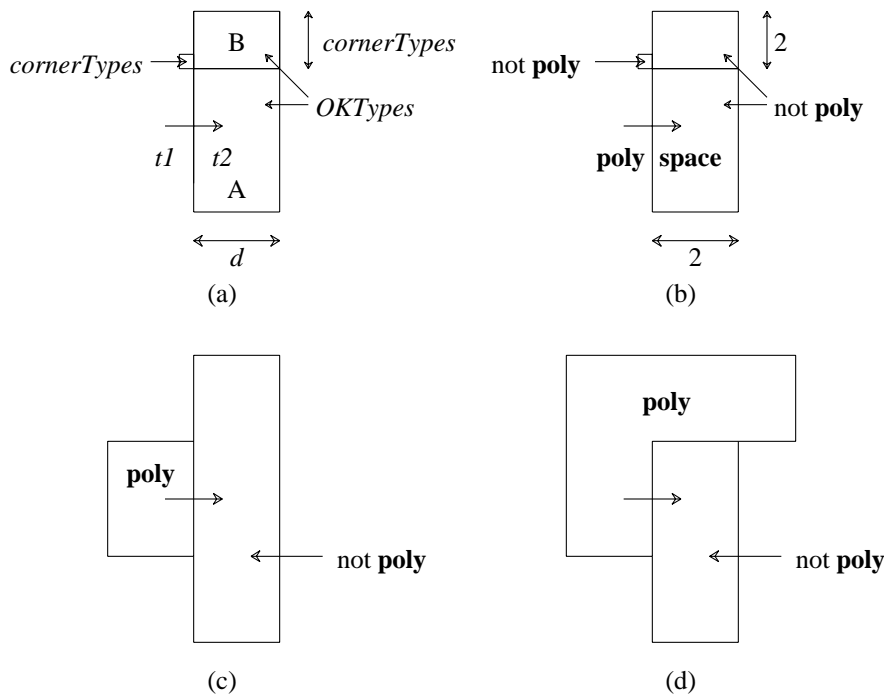 B
cornerTypes
cornerTypes
OKTypes
t1 t2
A
d
(a)
2
not poly
not poly
poly space
2
(b)
poly
not poly
(c)
poly
not poly
(d)